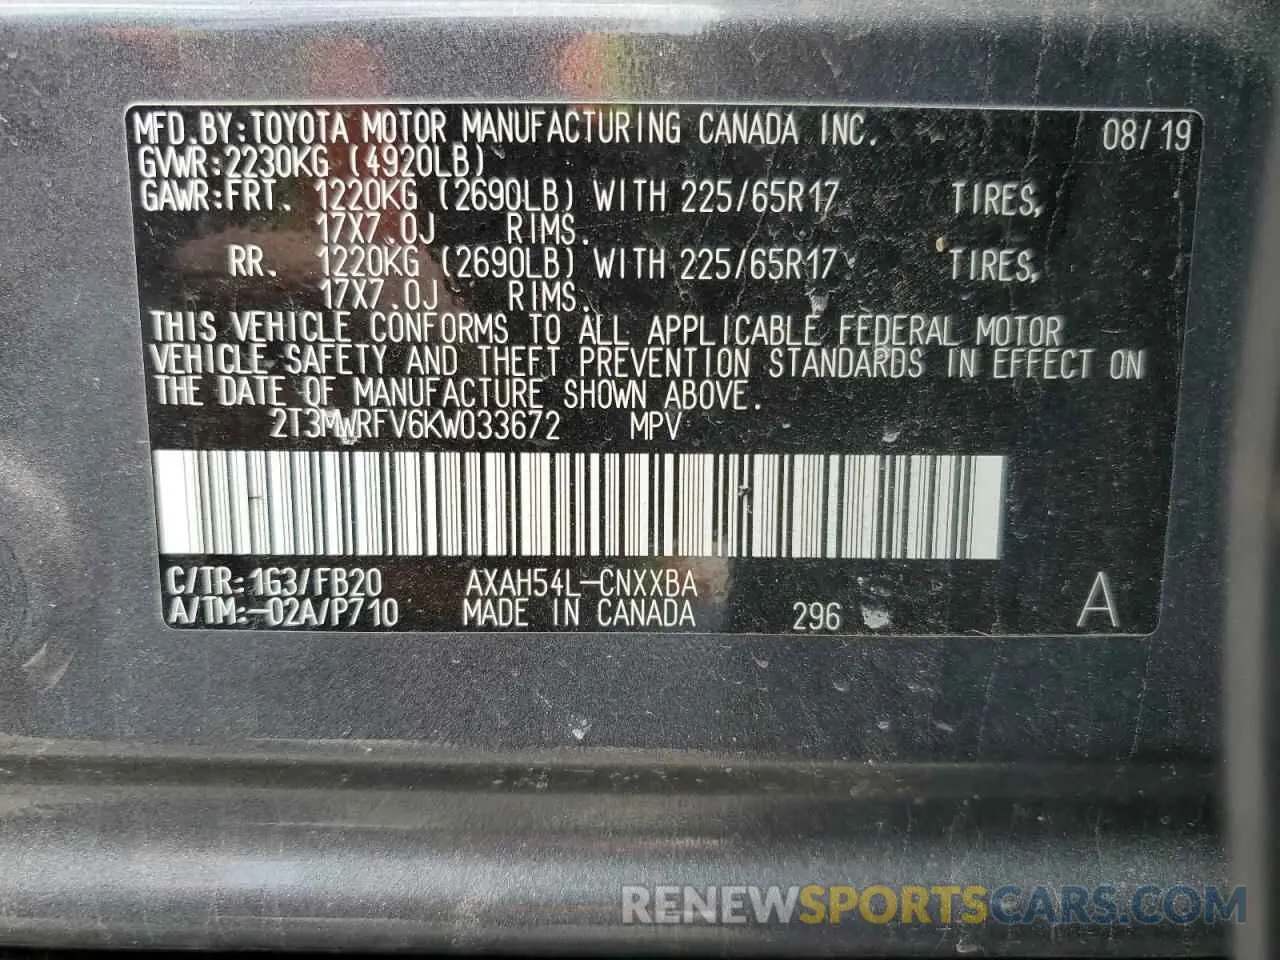 MFD.BY:TOYOTA MOTOR MANUFACTURING CANADA INC. 08/19
GVWR:2230KG (4920LB)
GAWR:FRT. 1220KG (2690LB) WITH 225/65R17 TIRES,
17X7.0J RIMS.
RR. 1220KG (2690LB) WITH 225/65R17 TIRES,
17X7.0J RIMS.
THIS VEHICLE CONFORMS TO ALL APPLICABLE FEDERAL MOTOR
VEHICLE SAFETY AND THEFT PREVENTION STANDARDS IN EFFECT ON
THE DATE OF MANUFACTURE SHOWN ABOVE.
2T3MWRFV6KW033672 MPV
C/TR:1G3/FB20 AXAH54L-CNXXBA
A/TM:-02A/P710 MADE IN CANADA 296 A
RENEWSPORTSCARS.COM